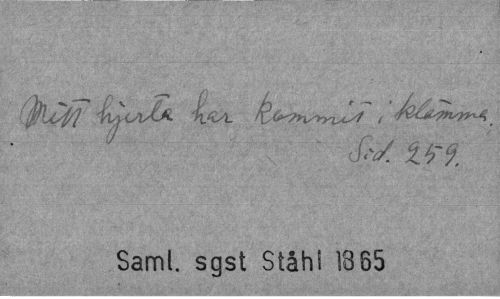 Mitt hjerta har kommit i klämma.
Sid. 259.
Saml. sgst Ståhl 1865